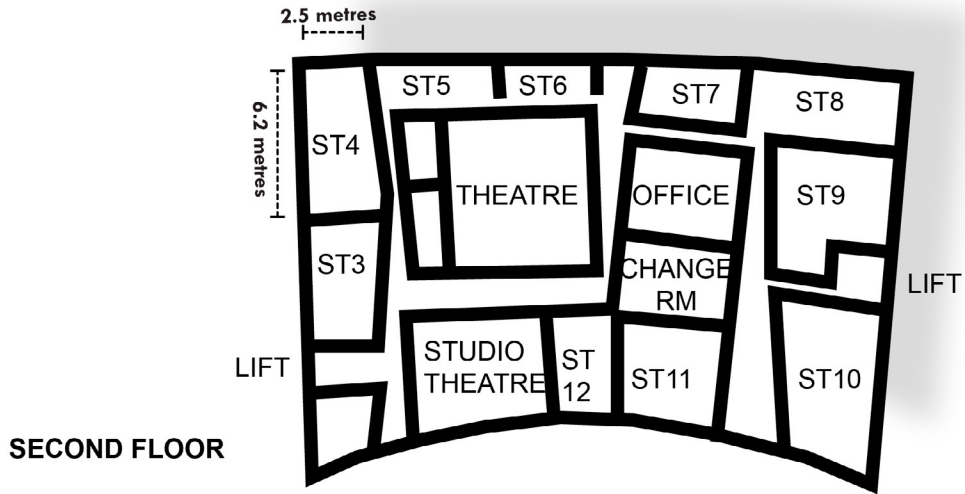 2.5 metres
6.2 metres
ST5
ST6
ST7
ST8
ST4
THEATRE
OFFICE
ST9
ST3
CHANGE
RM
LIFT
LIFT
STUDIO
THEATRE
ST
12
ST11
ST10
SECOND FLOOR